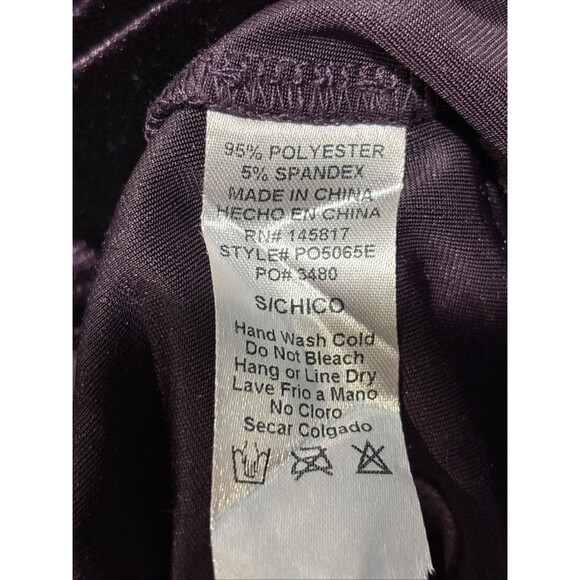 95% POLYESTER
5% SPANDEX
MADE IN CHINA
HECHO EN CHINA
RN# 145817
STYLE# PO5065E
PO# 3480
S/CHICO
Hand Wash Cold
Do Not Bleach
Hang or Line Dry
Lave Frio a Mano
No Cloro
Secar Colgado